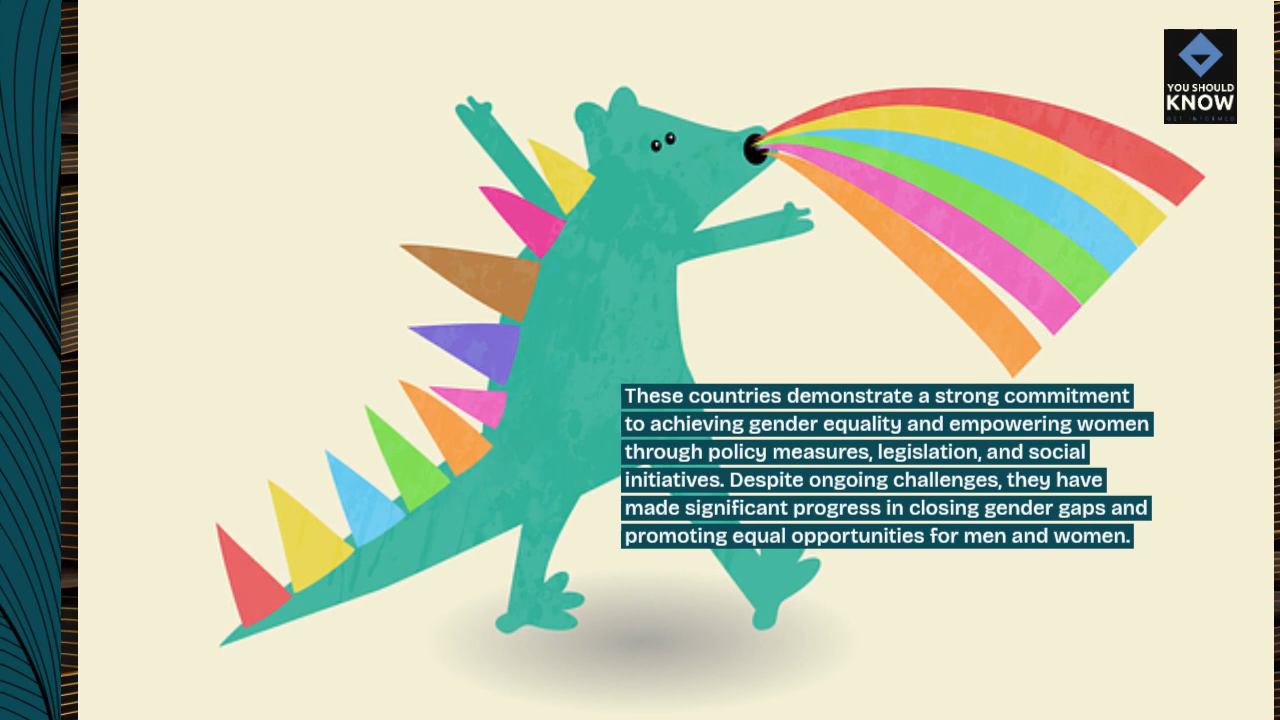 YOU SHOULD
KNOW
GET INFORMED
These countries demonstrate a strong commitment
to achieving gender equality and empowering women
through policy measures, legislation, and social
initiatives. Despite ongoing challenges, they have
made significant progress in closing gender gaps and
promoting equal opportunities for men and women.